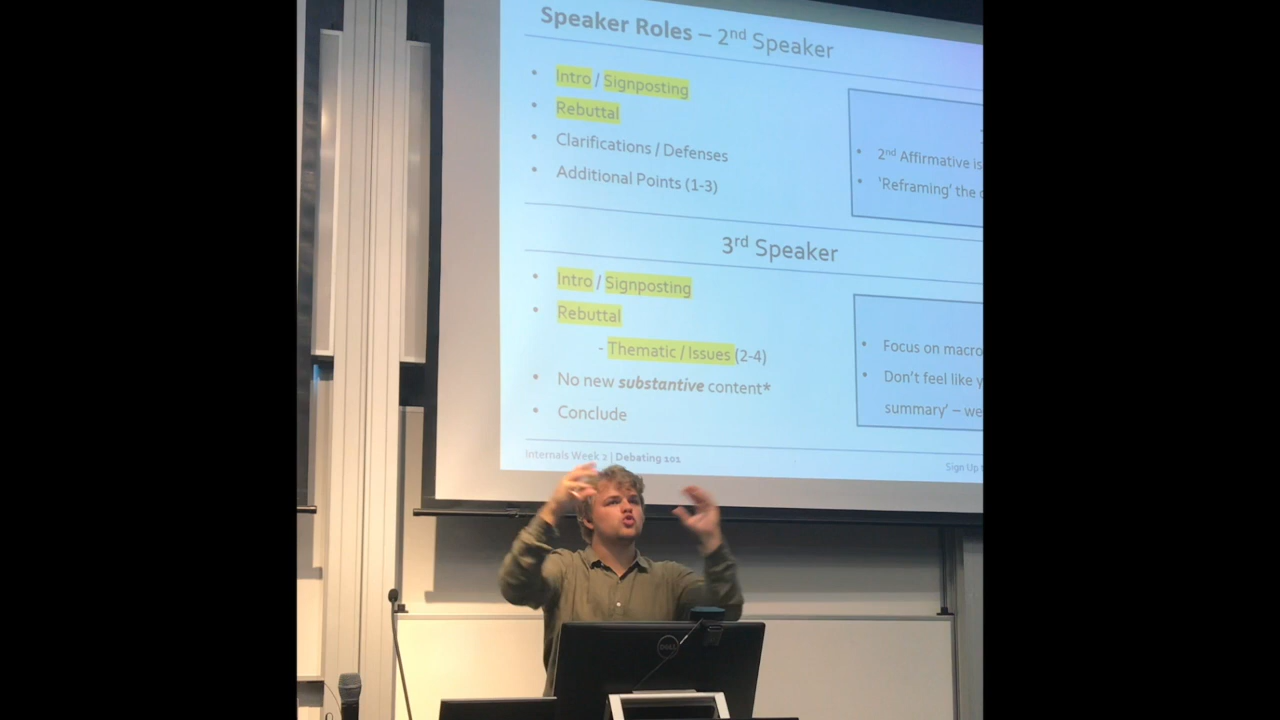 Speaker Roles – 2nd Speaker
• Intro / Signposting
• Rebuttal
• Clarifications / Defenses
• Additional Points (1-3)
• 2nd Affirmative is
• 'Reframing' the
3rd Speaker
• Intro / Signposting
• Rebuttal
- Thematic / Issues (2-4)
• No new substantive content*
• Conclude
• Focus on macro
• Don't feel like
summary' – we
Internals Week 2 | Debating 101
Sign Up
DELL